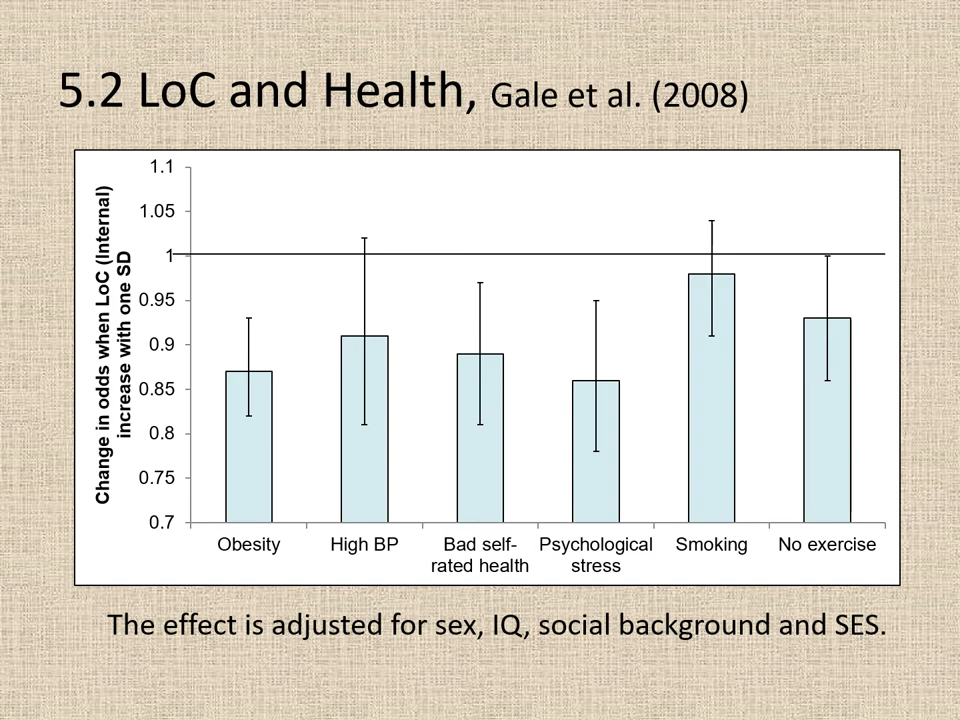 5.2 LoC and Health, Gale et al. (2008)
Change in odds when LoC (Internal)
increase with one SD
1.1
1.05
1
0.95
0.9
0.85
0.8
0.75
0.7
Obesity
High BP
Bad self-
rated health
Psychological
stress
Smoking
No exercise
The effect is adjusted for sex, IQ, social background and SES.